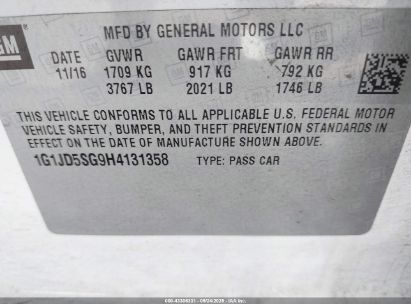 GM
MFD BY GENERAL MOTORS LLC
DATE GVWR GAWR FRT GAWR RR
11/16 1709 KG 917 KG 792 KG
3767 LB 2021 LB 1746 LB
THIS VEHICLE CONFORMS TO ALL APPLICABLE U.S. FEDERAL MOTOR
VEHICLE SAFETY, BUMPER, AND THEFT PREVENTION STANDARDS IN
EFFECT ON THE DATE OF MANUFACTURE SHOWN ABOVE.
1G1JD5SG9H4131358 TYPE: PASS CAR